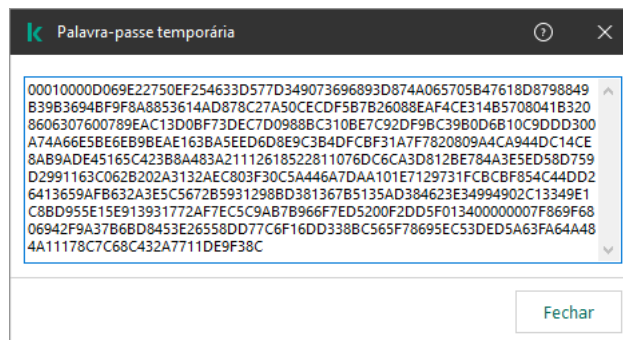 Palavra-passe temporária
00010000D069E22750EF254633D577D349073696893D874A065705B47618D8798849
B39B3694BF9F8A8853614AD878C27A50CECDF5B7B26088EAF4CE314B5708041B320
8606307600789EAC13D0BF73DEC7D0988BC310BE7C92DF9BC39B0D6B10C9DDD300
A74A66E5BE6EB9BEAE163BA5EED6D8E9C3B4DFCBF31A7F7820809A4CA944DC14CE
8AB9ADE45165C423B8A483A21112618522811076DC6CA3D812BE784A3E5ED58D759
D2991163C062B202A3132AEC803F30C5A446A7DAA101E7129731FCBCBF854C44DD2
6413659AFB632A3E5C5672B5931298BD381367B5135AD384623E34994902C13349E1
C8BD955E15E913931772AF7EC5C9AB7B966F7ED5200F2DD5F013400000007F869F68
06942F9A37B6BD8453E26558DD77C6F16DD338BC565F78695EC53DED5A63FA64A48
4A11178C7C68C432A7711DE9F38C
Fechar